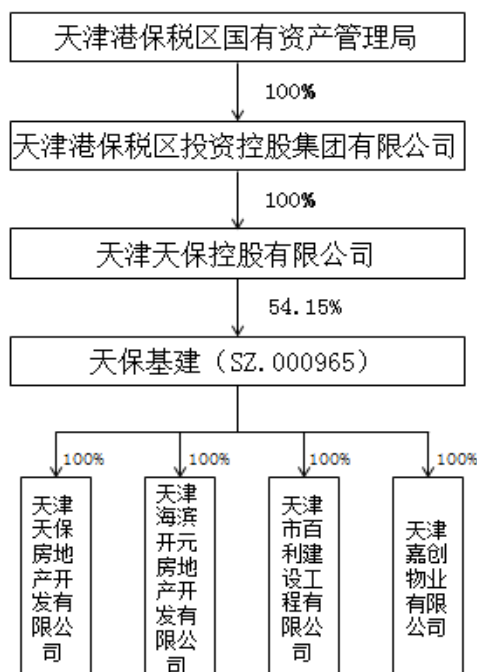 天津港保税区国有资产管理局
100%
天津港保税区投资控股集团有限公司
100%
天津天保控股有限公司
54.15%
天保基建（SZ.000965）
100%
100%
100%
100%
天津
天保
房地
产开
发有
限公
司
天津
海滨
开元
房地
产开
发有
限公
司
天津
市百
利建
设工
程有
限公
司
天津
嘉创
物业
有限
公司